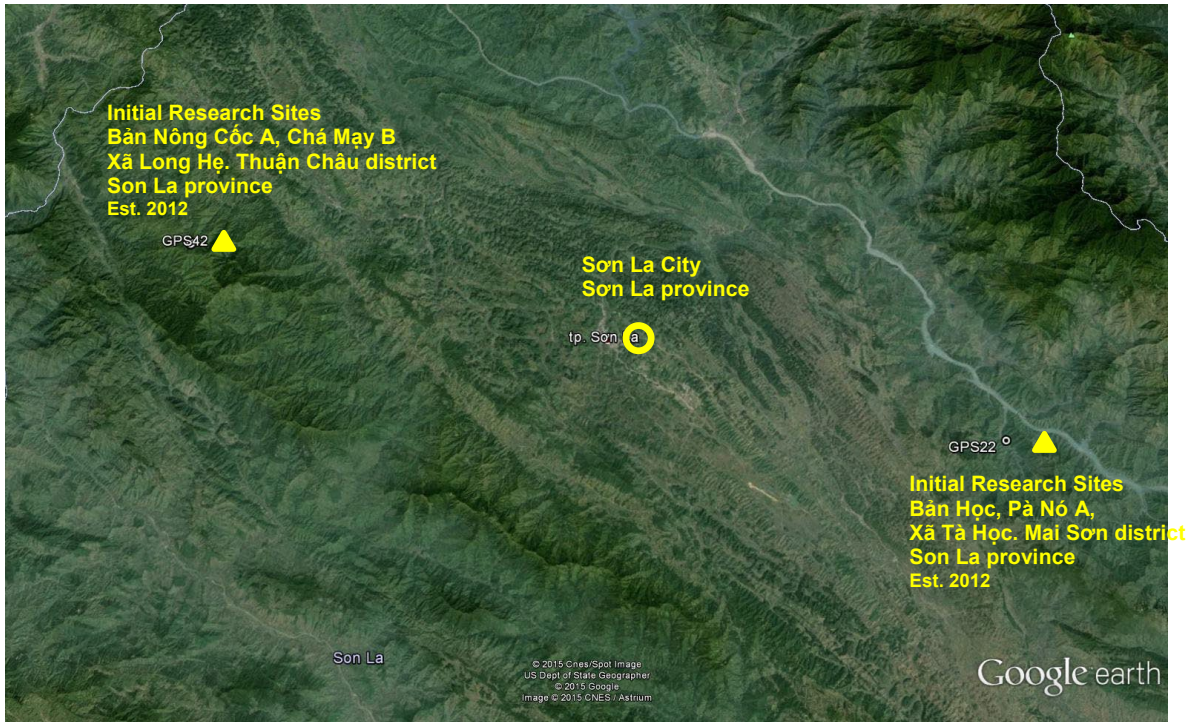 Initial Research Sites
Bản Nông Cốc A, Chá Mạy B
Xã Long Hẹ. Thuận Châu district
Son La province
Est. 2012
GPS42
Sơn La City
Sơn La province
tp. Sơn La
GPS22
Initial Research Sites
Bản Học, Pà Nó A,
Xã Tà Học. Mai Sơn district
Son La province
Est. 2012
Son La
© 2015 Cnes/Spot Image
US Dept of State Geographer
© 2015 Google
Image © 2015 CNES / Astrium
Google earth